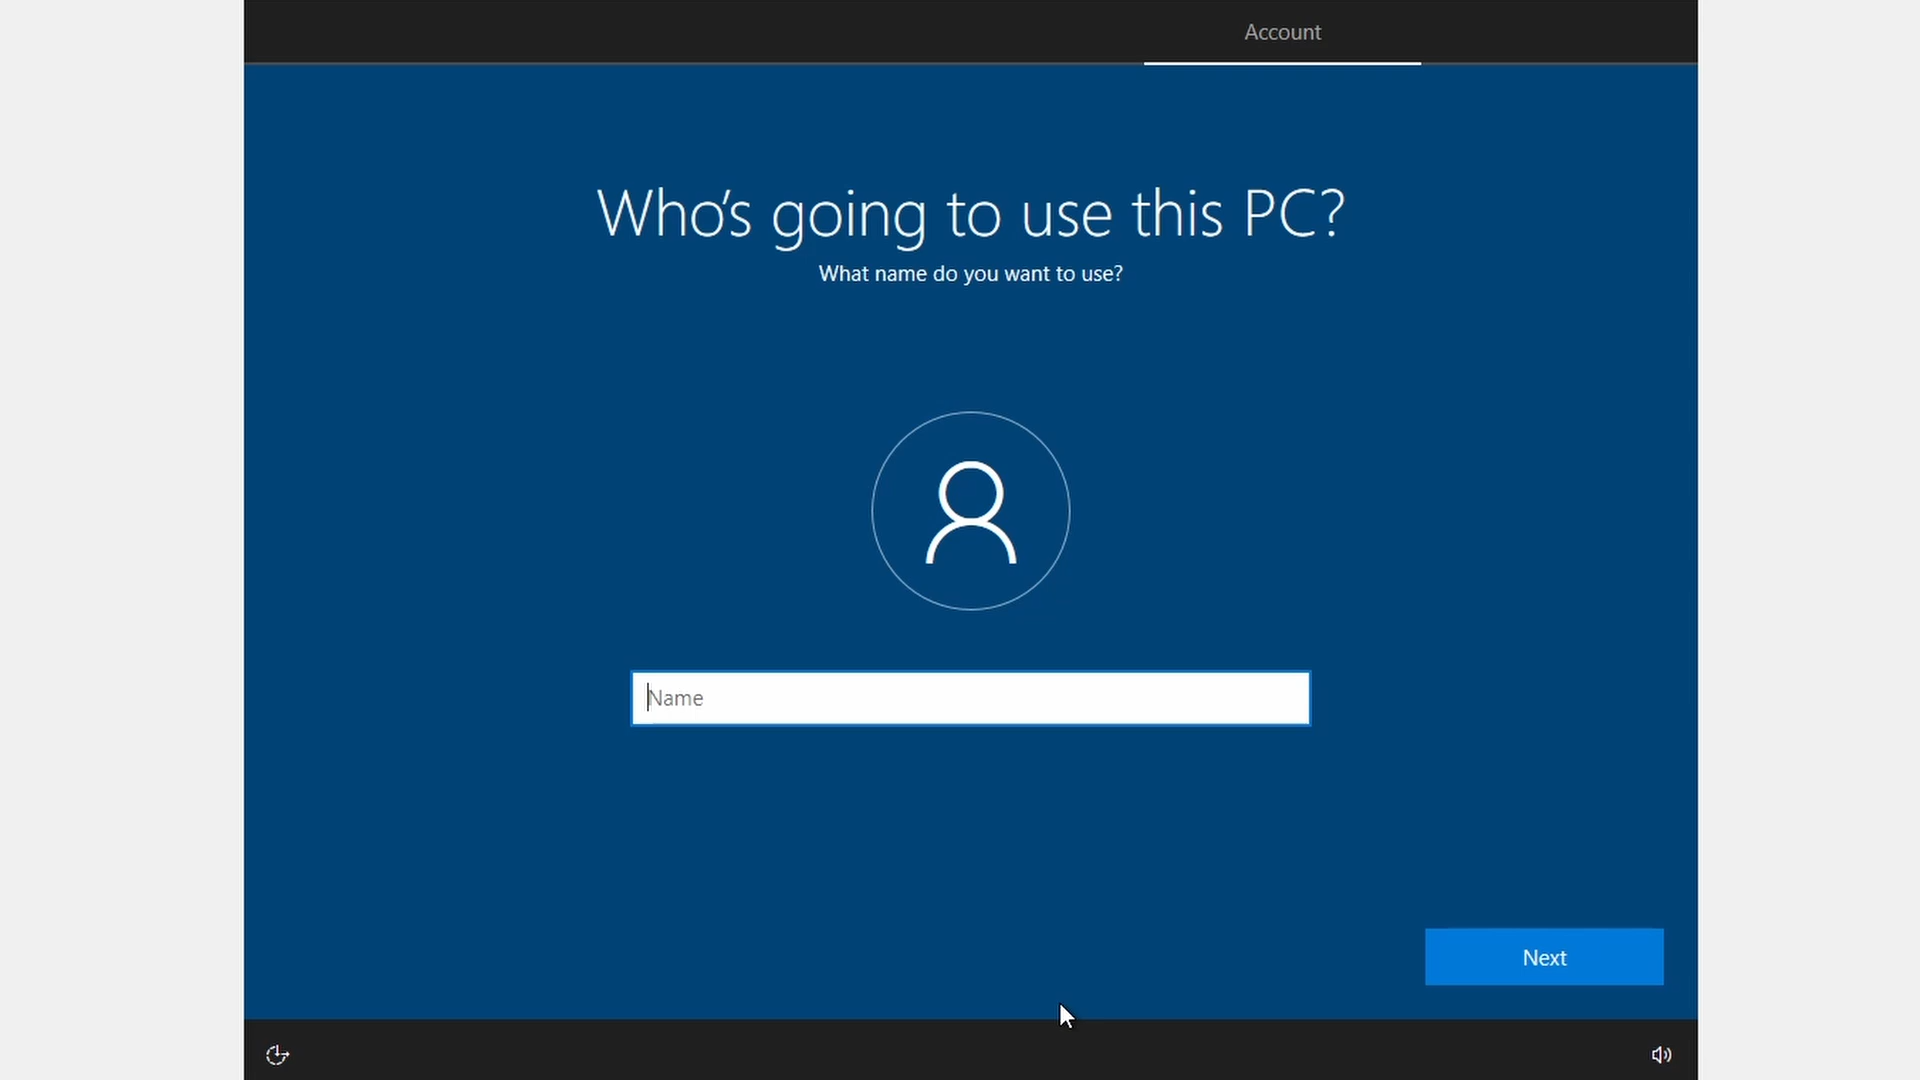 Account
Who's going to use this PC?
What name do you want to use?
Name
Next